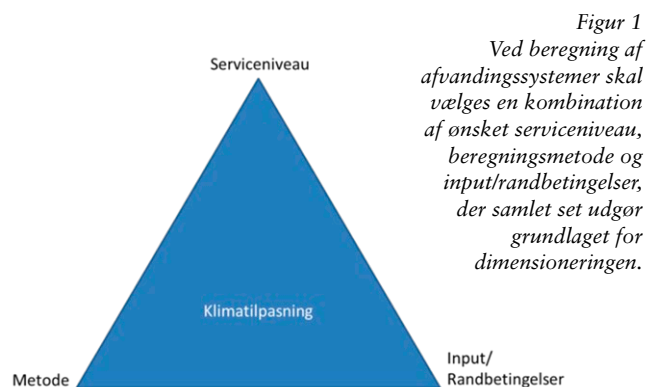 Figur 1
Ved beregning af
afvandingssystemer skal
vælges en kombination
af ønsket serviceniveau,
beregningsmetode og
input/randbetingelser,
der samlet set udgør
grundlaget for
dimensioneringen.
Serviceniveau
Klimatilpasning
Metode
Input/
Randbetingelser